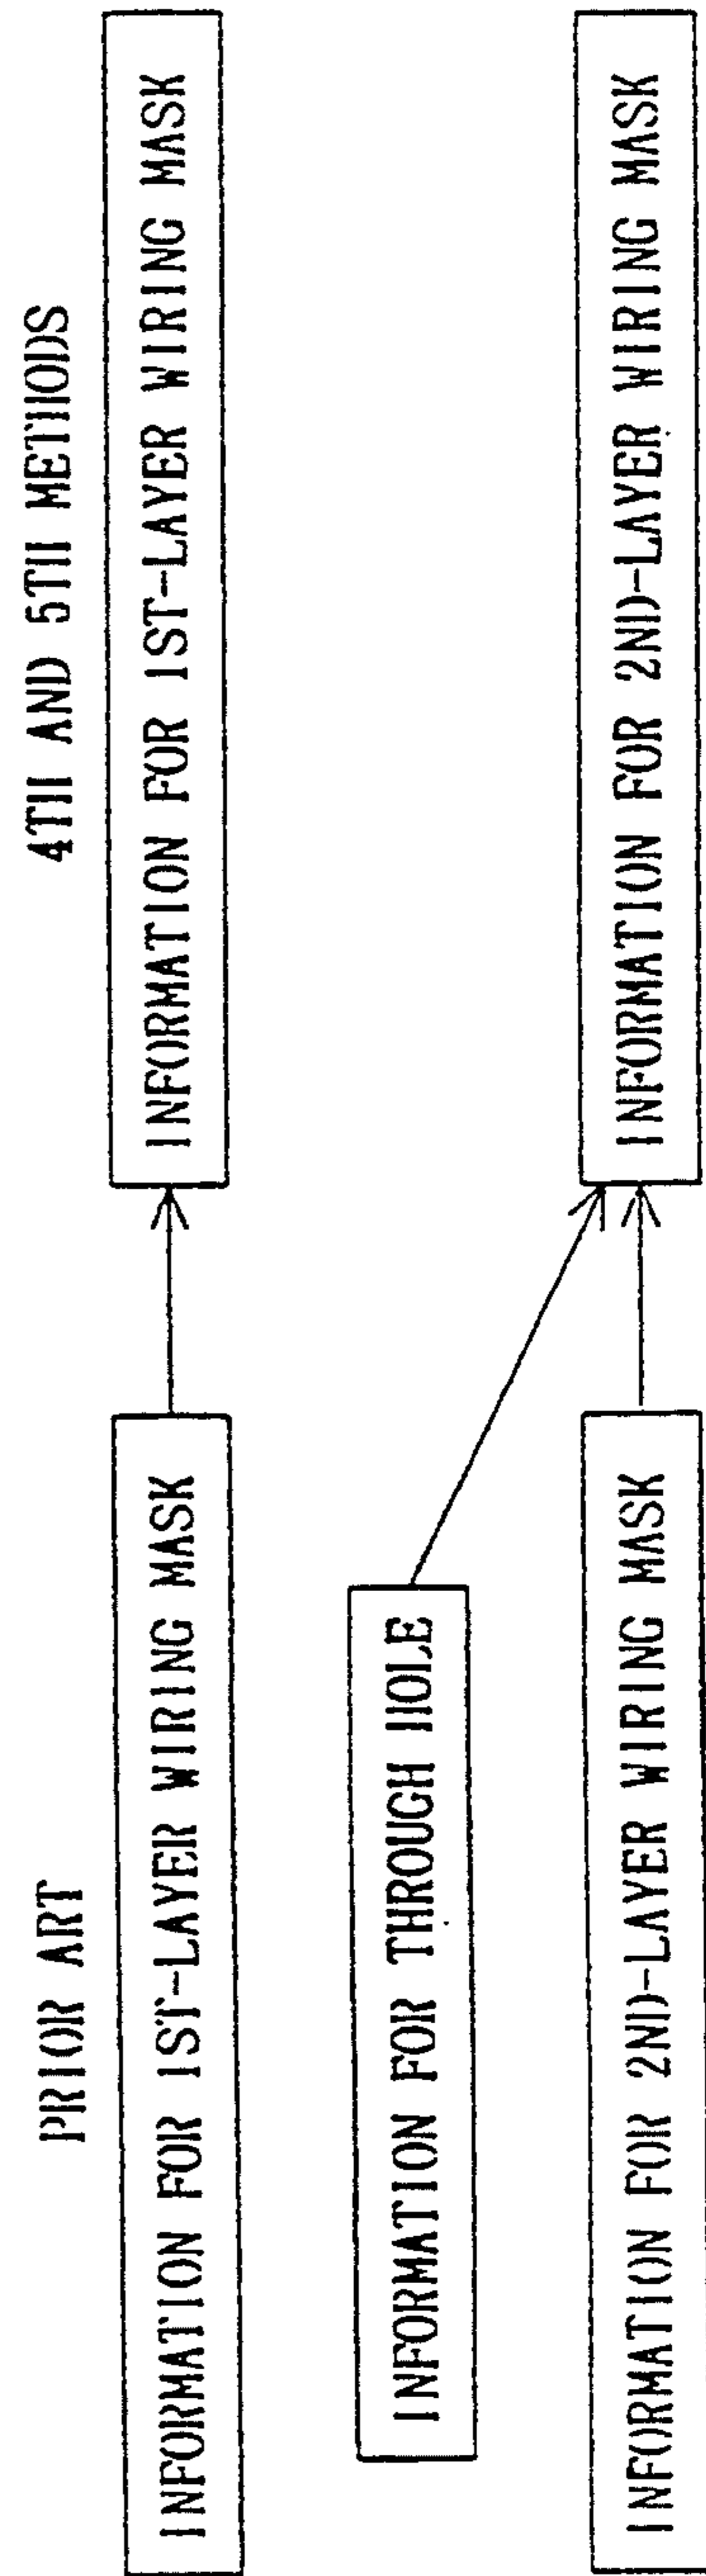 PRIOR ART
4TH AND 5TH METHODS
INFORMATION FOR 1ST-LAYER WIRING MASK
INFORMATION FOR 1ST-LAYER WIRING MASK
INFORMATION FOR THROUGH HOLE
INFORMATION FOR 2ND-LAYER WIRING MASK
INFORMATION FOR 2ND-LAYER WIRING MASK